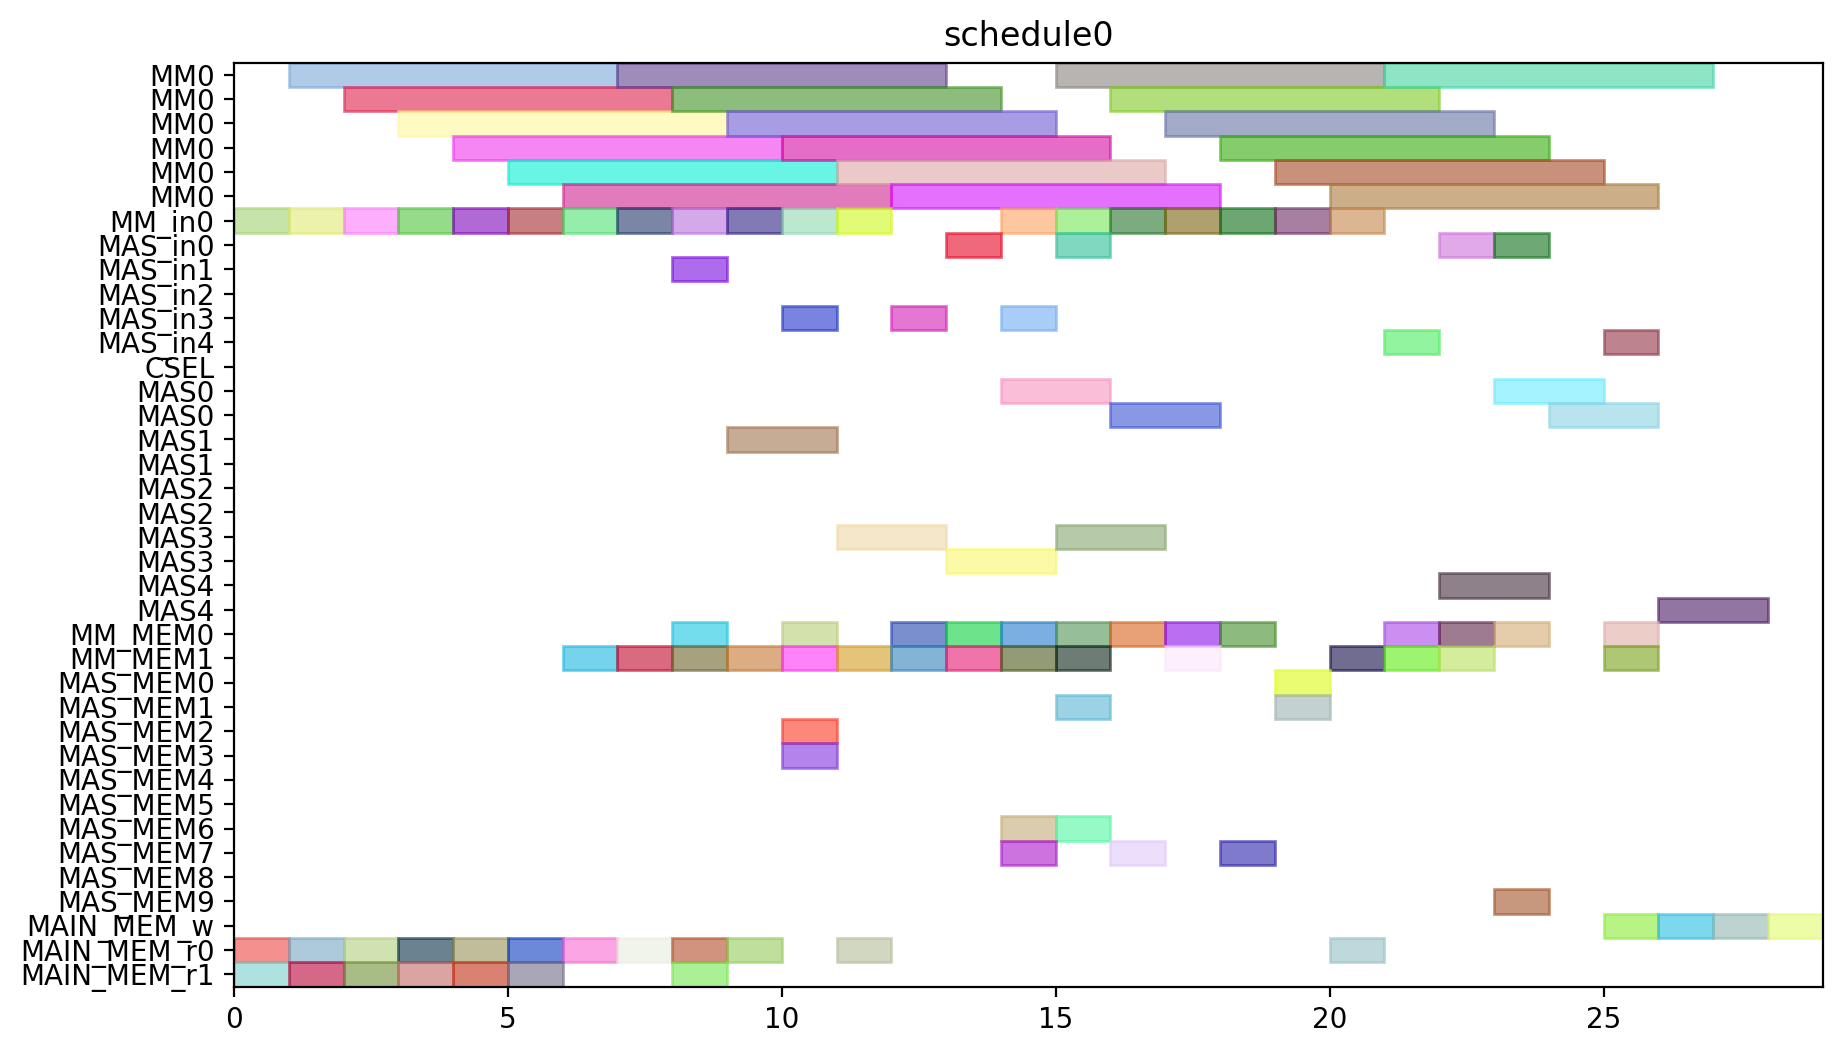 schedule0
MM0
MM0
MM0
MM0
MM0
MM0
MM_in0
MAS_in0
MAS_in1
MAS_in2
MAS_in3
MAS_in4
CSEL
MAS0
MAS0
MAS1
MAS1
MAS2
MAS2
MAS3
MAS3
MAS4
MAS4
MM_MEM0
MM_MEM1
MAS_MEM0
MAS_MEM1
MAS_MEM2
MAS_MEM3
MAS_MEM4
MAS_MEM5
MAS_MEM6
MAS_MEM7
MAS_MEM8
MAS_MEM9
MAIN_MEM_w
MAIN_MEM_r0
MAIN_MEM_r1
0 5 10 15 20 25